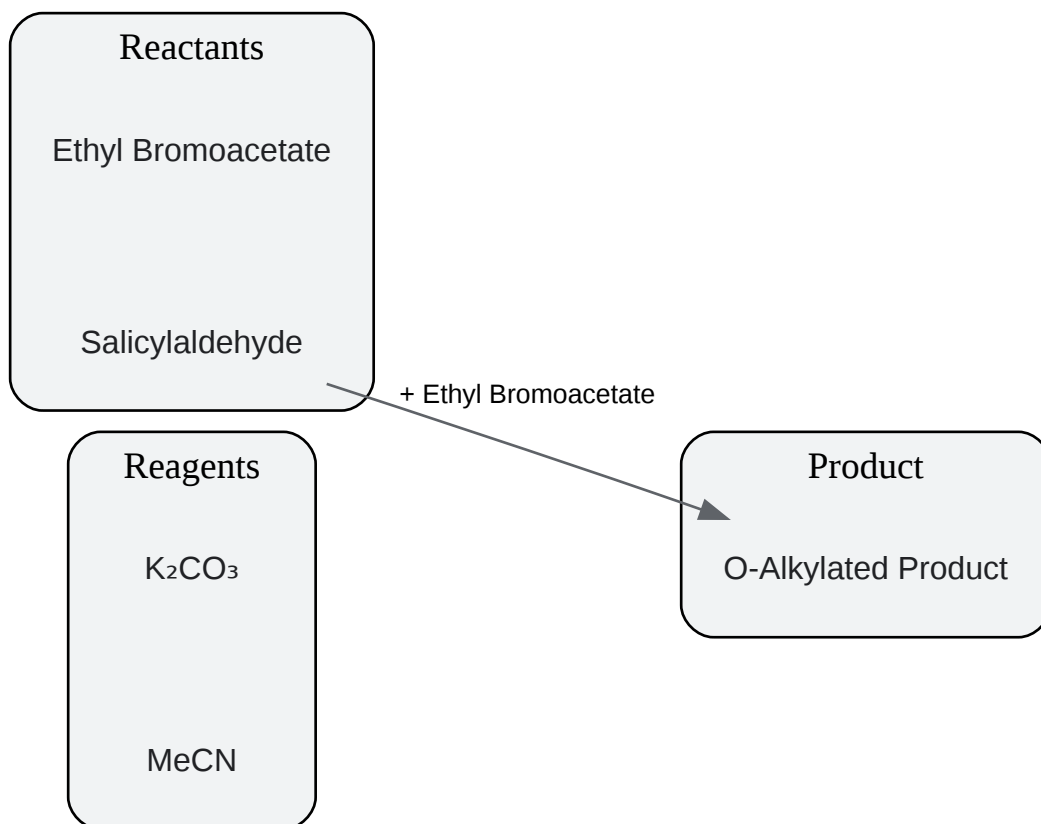 Reactants
Ethyl Bromoacetate
Salicylaldehyde
+ Ethyl Bromoacetate
Reagents
K₂CO₃
MeCN
Product
O-Alkylated Product